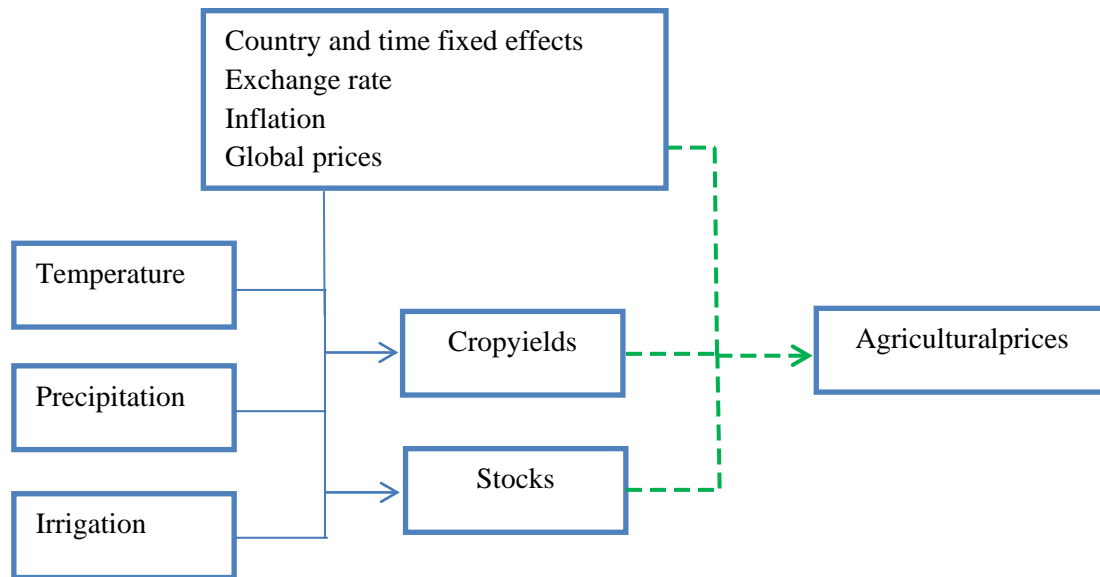 Country and time fixed effects
Exchange rate
Inflation
Global prices
Temperature
Cropyields
Agriculturalprices
Precipitation
Stocks
Irrigation